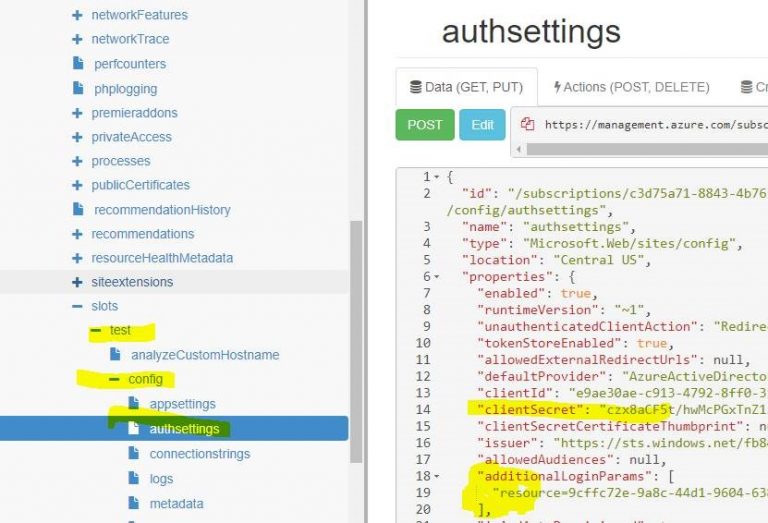 networkFeatures
networkTrace
perfcounters
phplogging
premieraddons
privateAccess
processes
publicCertificates
recommendationHistory
recommendations
resourceHealthMetadata
siteextensions
slots
test
analyzeCustomHostname
config
appsettings
authsettings
connectionstrings
logs
metadata
authsettings
Data (GET, PUT) Actions (POST, DELETE) Cr
POST Edit https://management.azure.com/subsc
1 {
2 "id": "/subscriptions/c3d75a71-8843-4b76
/config/authsettings",
3 "name": "authsettings",
4 "type": "Microsoft.Web/sites/config",
5 "location": "Central US",
6 "properties": {
7 "enabled": true,
8 "runtimeVersion": "~1",
9 "unauthenticatedClientAction": "Redire
10 "tokenStoreEnabled": true,
11 "allowedExternalRedirectUrls": null,
12 "defaultProvider": "AzureActiveDirecto
13 "clientId": "e9ae30ae-c913-4792-8ff0-3
14 "clientSecret": "czx8aCF5t/hwMcPGxTnZ1
15 "clientSecretCertificateThumbprint": nu
16 "issuer": "https://sts.windows.net/fb84
17 "allowedAudiences": null,
18 "additionalLoginParams": [
19 "resource=9cffc72e-9a8c-44d1-9604-638
20 ],